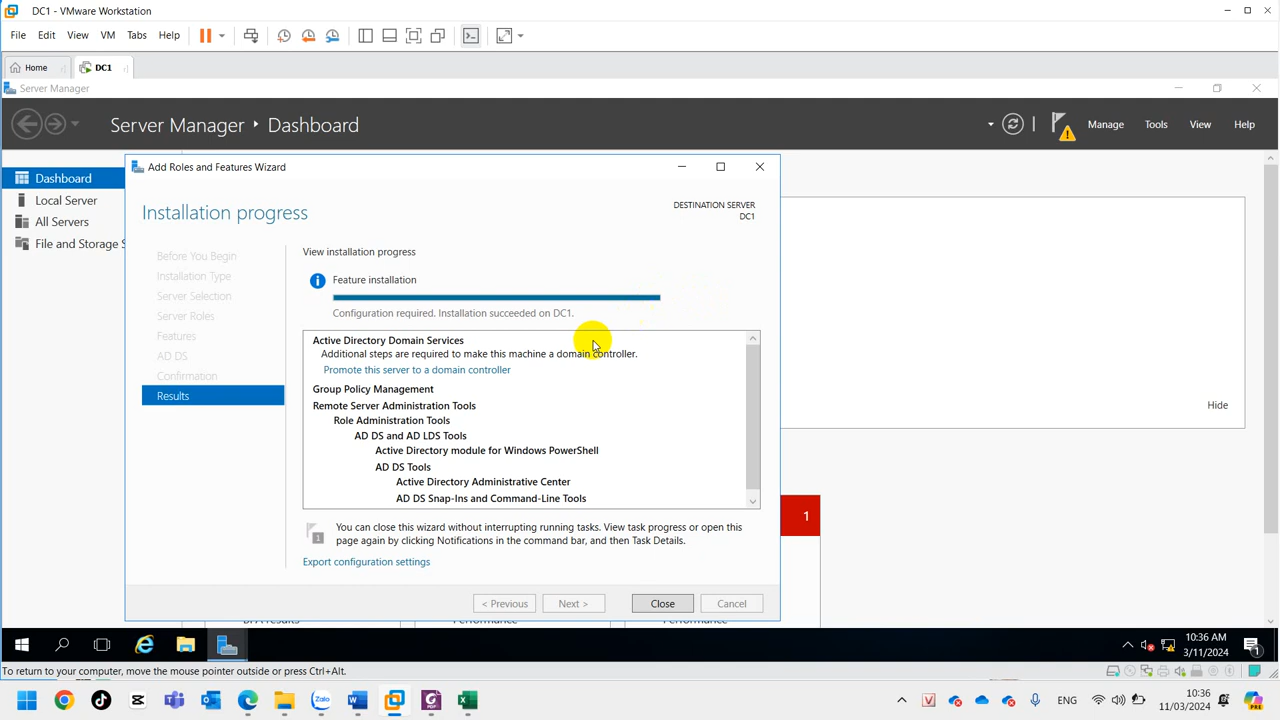 DC1 - VMware Workstation
File Edit View VM Tabs Help
Home DC1
Server Manager
Server Manager ‣ Dashboard Manage Tools View Help
Dashboard
Local Server
All Servers
File and Storage S
Add Roles and Features Wizard
Installation progress
DESTINATION SERVER
DC1
Before You Begin
Installation Type
Server Selection
Server Roles
Features
AD DS
Confirmation
Results
View installation progress
Feature installation
Configuration required. Installation succeeded on DC1.
Active Directory Domain Services
Additional steps are required to make this machine a domain controller.
Promote this server to a domain controller
Group Policy Management
Remote Server Administration Tools
Role Administration Tools
AD DS and AD LDS Tools
Active Directory module for Windows PowerShell
AD DS Tools
Active Directory Administrative Center
AD DS Snap-Ins and Command-Line Tools
1
You can close this wizard without interrupting running tasks. View task progress or open this
page again by clicking Notifications in the command bar, and then Task Details.
Export configuration settings
< Previous Next > Close Cancel
Hide
1
BPA results
Performance
Performance
10:36 AM
3/11/2024
1
To return to your computer, move the mouse pointer outside or press Ctrl+Alt.
Zalo
ENG
10:36
11/03/2024
PRE